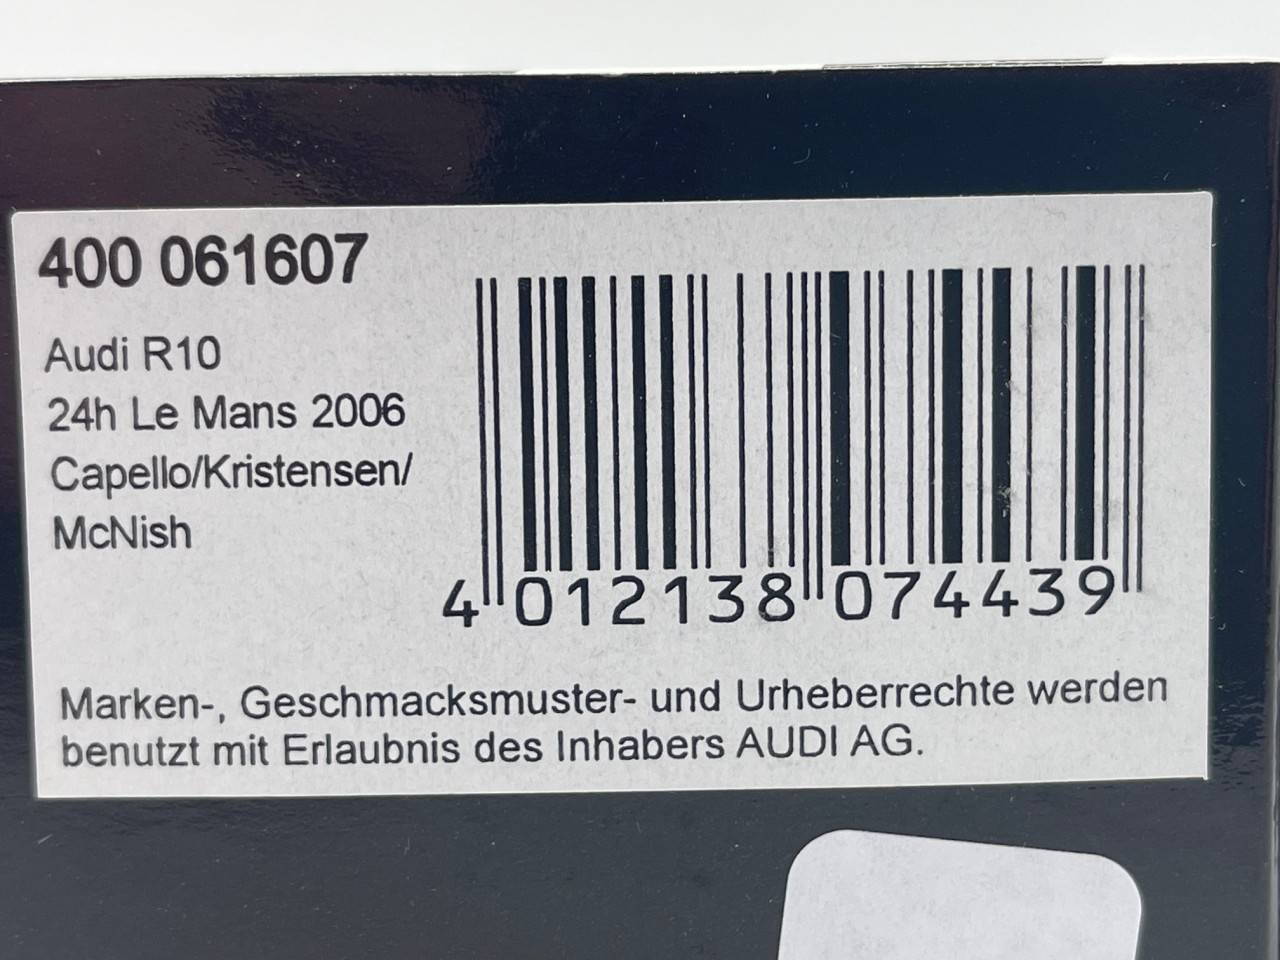 400 061607
Audi R10
24h Le Mans 2006
Capello/Kristensen/
McNish
4 012138 074439
Marken-, Geschmacksmuster- und Urheberrechte werden
benutzt mit Erlaubnis des Inhabers AUDI AG.